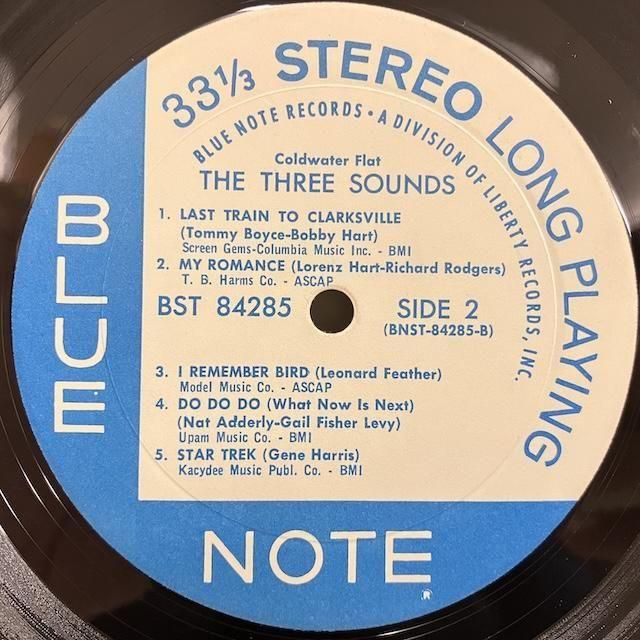 33⅓ STEREO LONG PLAYING
BLUE NOTE RECORDS • A DIVISION OF LIBERTY RECORDS, INC.
Coldwater Flat
THE THREE SOUNDS
1. LAST TRAIN TO CLARKSVILLE
(Tommy Boyce-Bobby Hart)
Screen Gems-Columbia Music Inc. - BMI
2. MY ROMANCE (Lorenz Hart-Richard Rodgers)
T. B. Harms Co. - ASCAP
BST 84285 SIDE 2
(BNST-84285-B)
3. I REMEMBER BIRD (Leonard Feather)
Model Music Co. - ASCAP
4. DO DO DO (What Now Is Next)
(Nat Adderly-Gail Fisher Levy)
Upam Music Co. - BMI
5. STAR TREK (Gene Harris)
Kacydee Music Publ. Co. - BMI
BLUE
NOTE
®